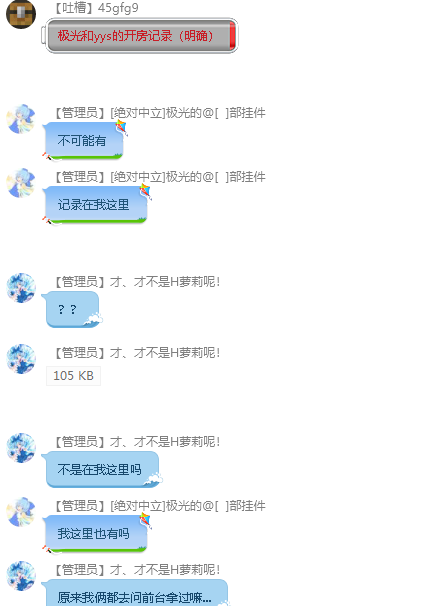 【吐槽】45gfg9
极光和yys的开房记录（明确）
【管理员】[绝对中立]极光的@[ ]部挂件
不可能有
【管理员】[绝对中立]极光的@[ ]部挂件
记录在我这里
【管理员】才、才不是H萝莉呢！
？？
【管理员】才、才不是H萝莉呢！
105 KB
【管理员】才、才不是H萝莉呢！
不是在我这里吗
【管理员】[绝对中立]极光的@[ ]部挂件
我这里也有吗
【管理员】才、才不是H萝莉呢！
原来我俩都去问前台拿过嘛...